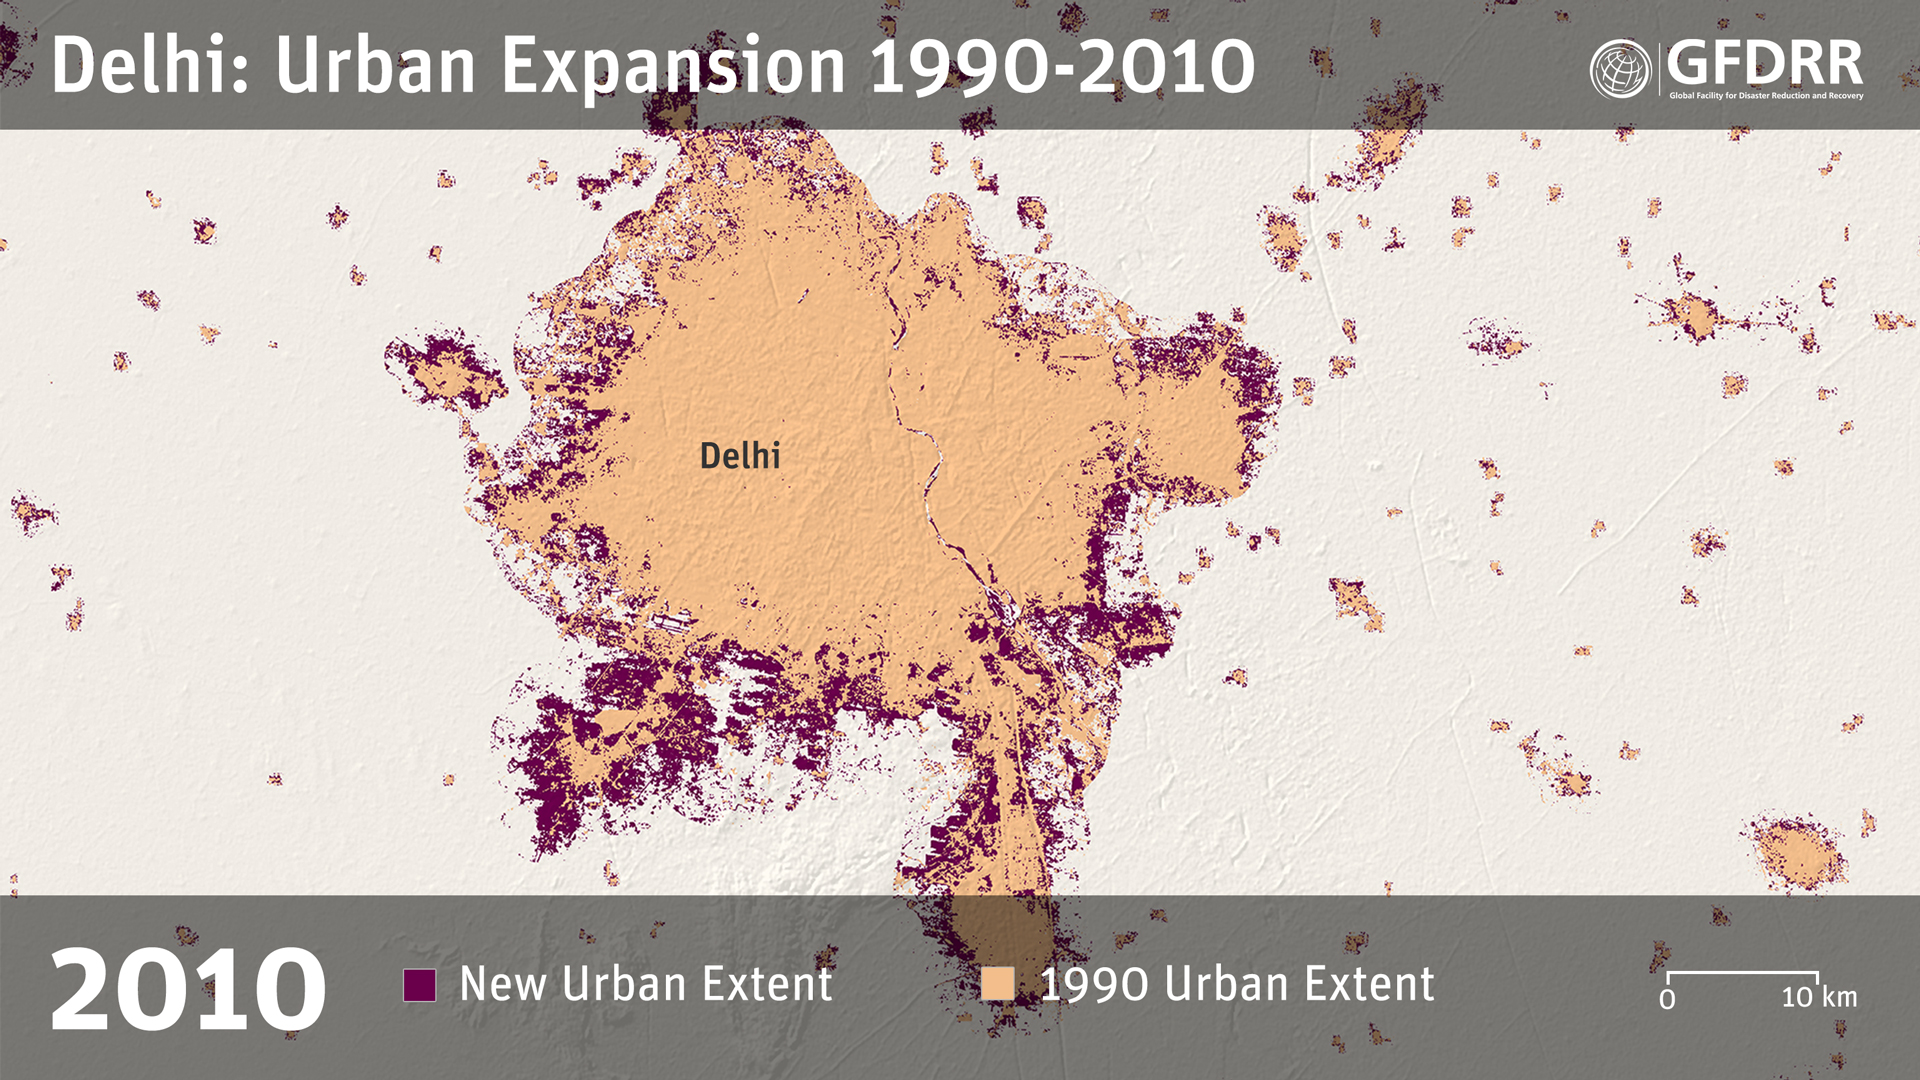 Delhi: Urban Expansion 1990-2010
GFDRR
Global Facility for Disaster Reduction and Recovery
Delhi
2010
New Urban Extent
1990 Urban Extent
0
10 km